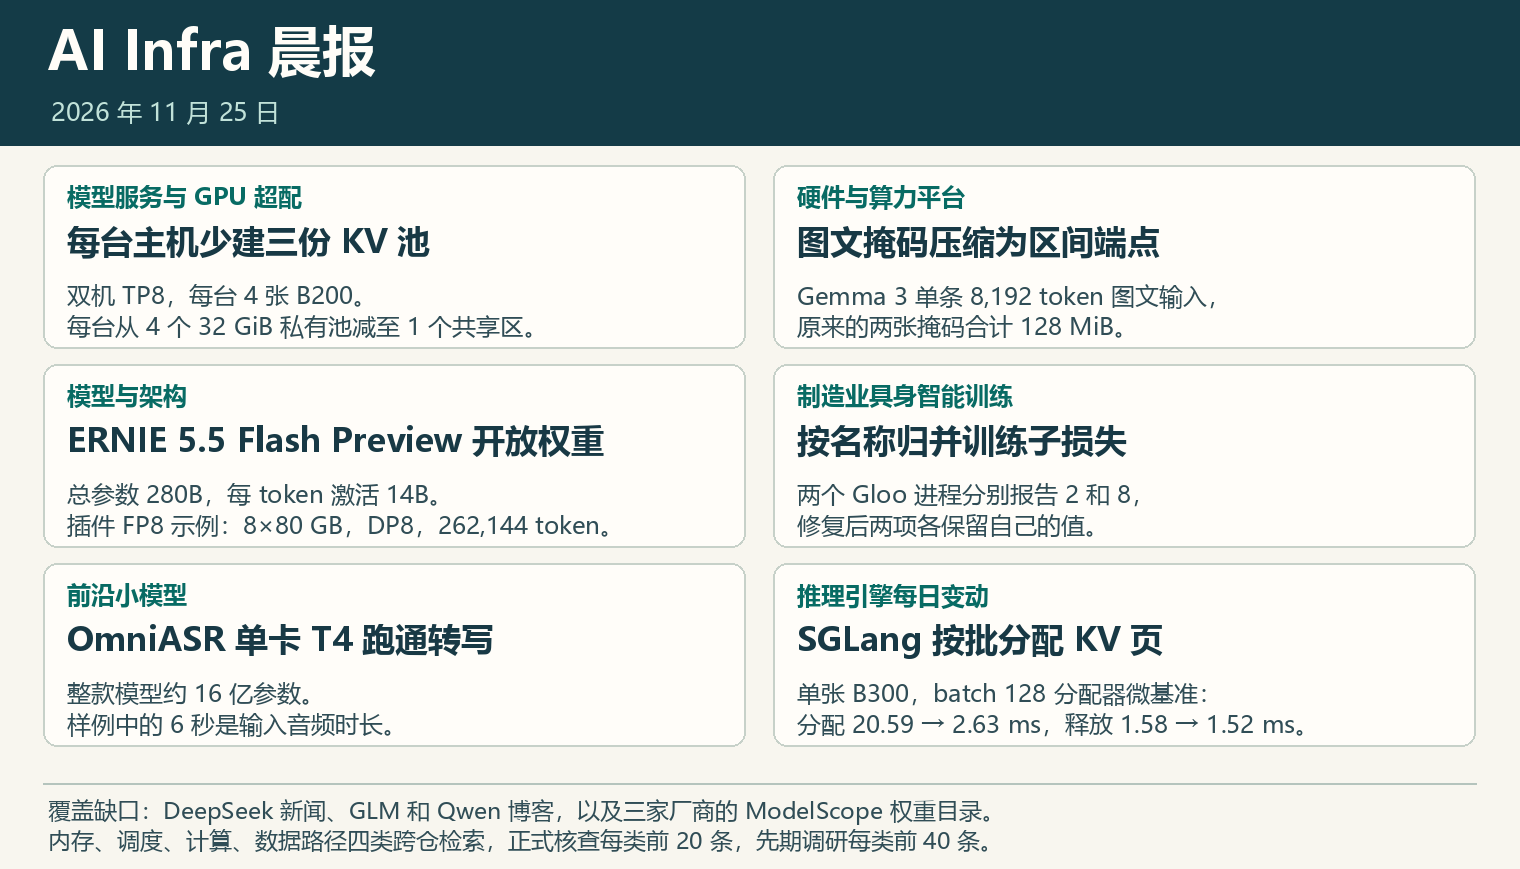 AI Infra 晨报
2026 年 11 月 25 日
模型服务与 GPU 超配
每台主机少建三份 KV 池
双机 TP8，每台 4 张 B200。
每台从 4 个 32 GiB 私有池减至 1 个共享区。
硬件与算力平台
图文掩码压缩为区间端点
Gemma 3 单条 8,192 token 图文输入，
原来的两张掩码合计 128 MiB。
模型与架构
ERNIE 5.5 Flash Preview 开放权重
总参数 280B，每 token 激活 14B。
插件 FP8 示例：8×80 GB，DP8，262,144 token。
制造业具身智能训练
按名称归并训练子损失
两个 Gloo 进程分别报告 2 和 8，
修复后两项各保留自己的值。
前沿小模型
OmniASR 单卡 T4 跑通转写
整款模型约 16 亿参数。
样例中的 6 秒是输入音频时长。
推理引擎每日变动
SGLang 按批分配 KV 页
单张 B300，batch 128 分配器微基准：
分配 20.59 → 2.63 ms，释放 1.58 → 1.52 ms。
覆盖缺口：DeepSeek 新闻、GLM 和 Qwen 博客，以及三家厂商的 ModelScope 权重目录。
内存、调度、计算、数据路径四类跨仓检索，正式核查每类前 20 条，先期调研每类前 40 条。